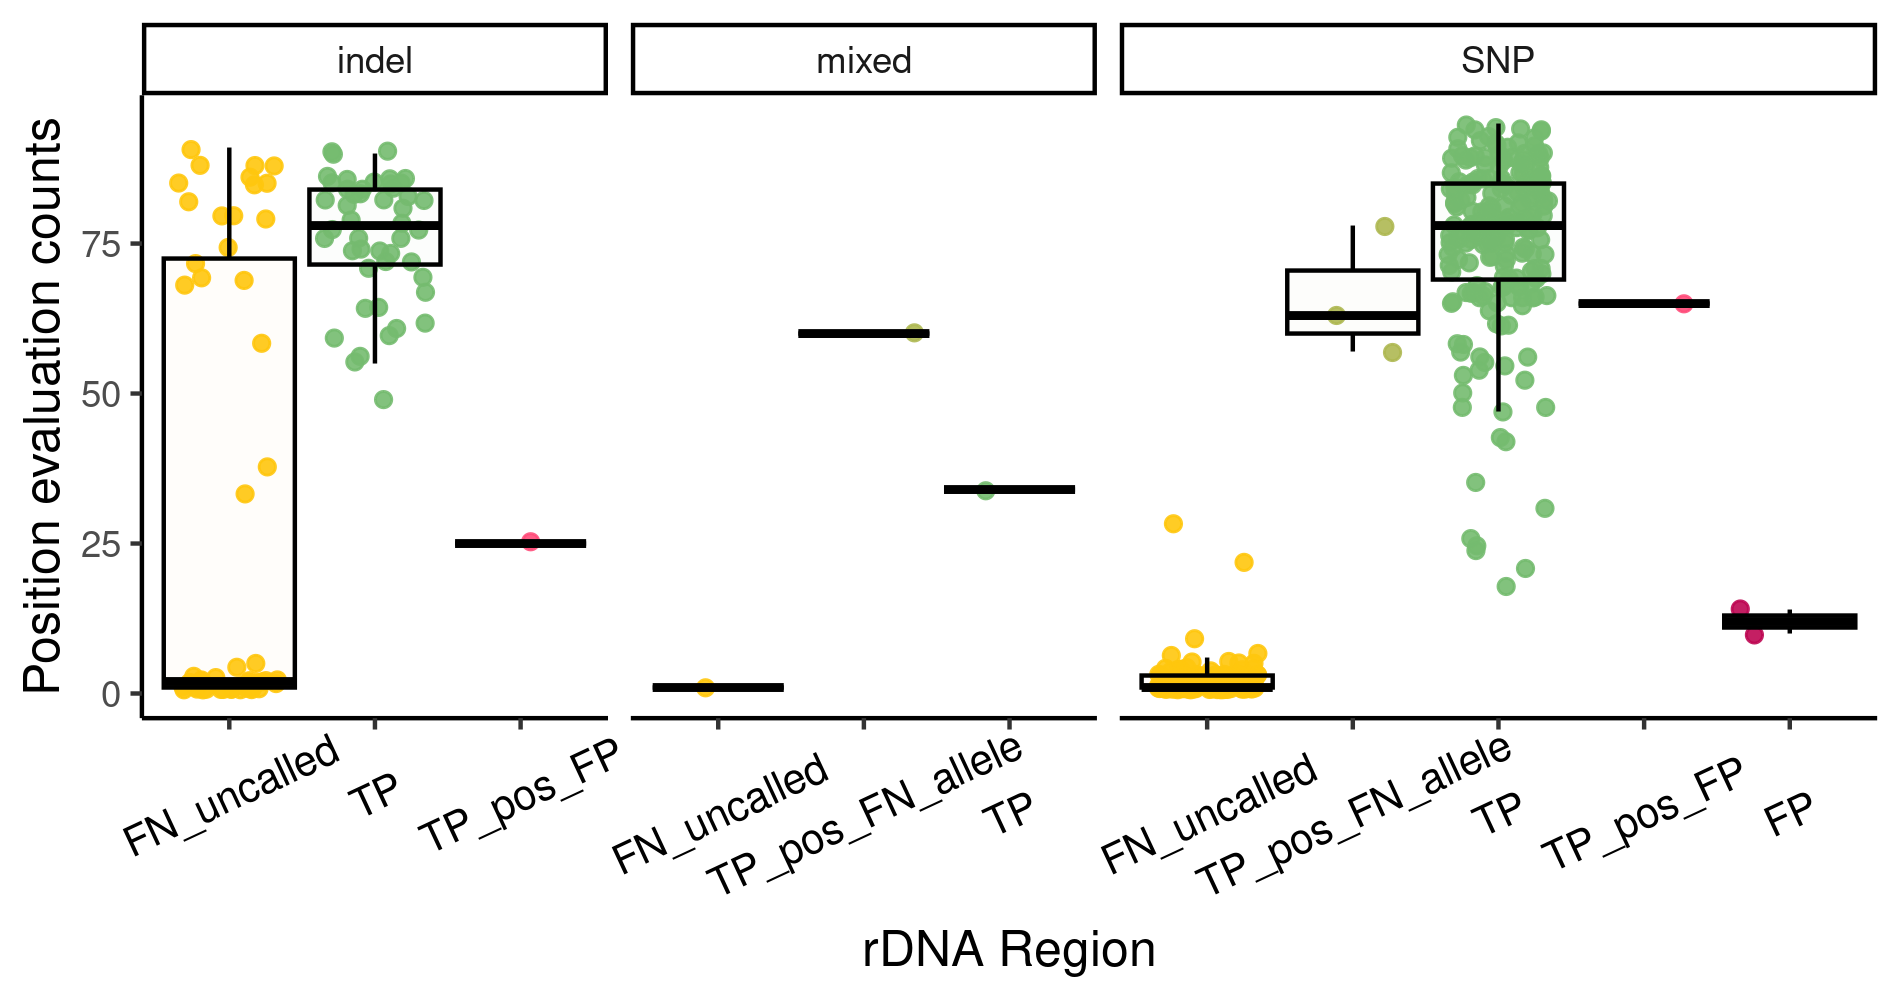 indel
mixed
SNP
Position evaluation counts
75
50
25
0
FN_uncalled
TP
TP_pos_FP
FN_uncalled
TP_pos_FN_allele
TP
FN_uncalled
TP_pos_FN_allele
TP
TP_pos_FP
FP
rDNA Region